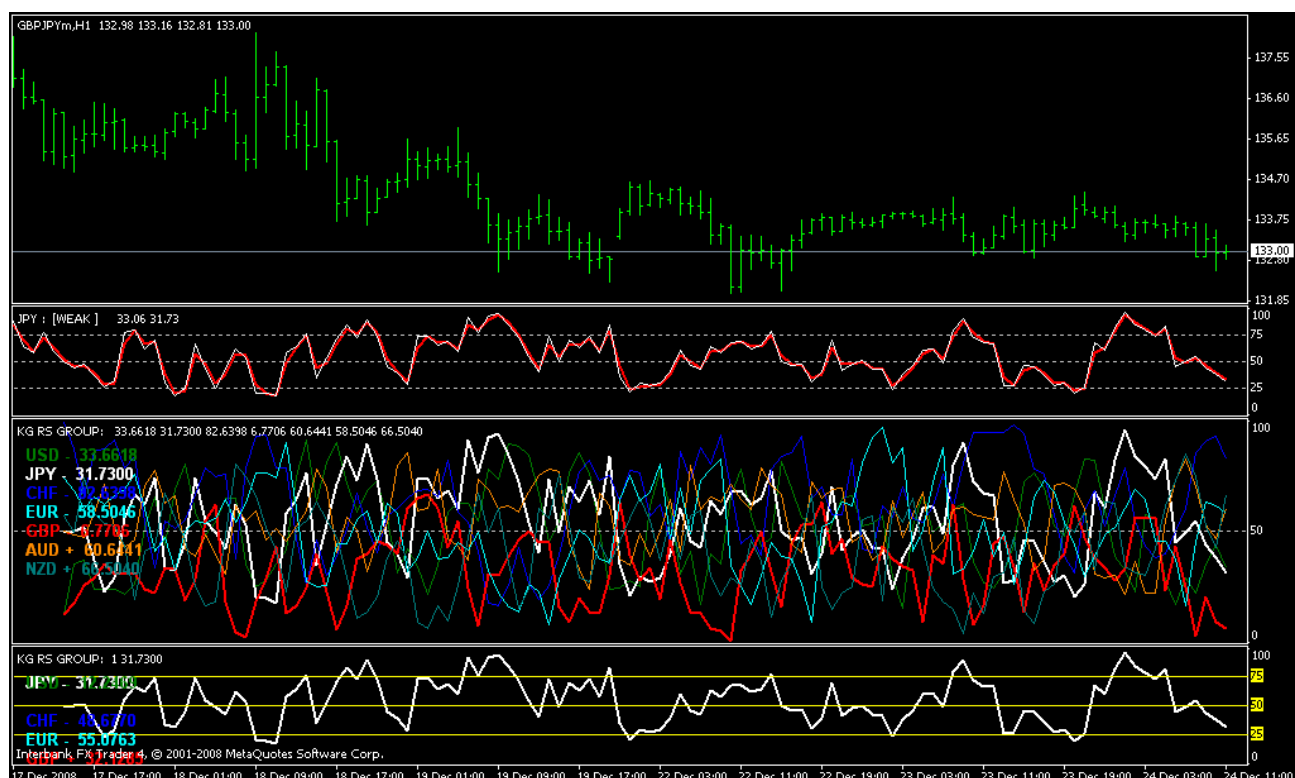 GBPJPYm,H1 132.98 133.16 132.81 133.00
137.55
136.60
135.65
134.70
133.75
133.00
132.80
131.85
JPY : [WEAK ] 33.06 31.73
100
75
50
25
0
KG RS GROUP: 33.6618 31.7300 82.6398 6.7706 60.6441 58.5046 66.5040
100
USD - 33.6618
JPY - 31.7300
CHF - 82.6398
EUR - 58.5046
GBP - 6.7706
50
AUD + 60.6441
NZD + 66.5040
0
KG RS GROUP: 1 31.7300
100
JPY - 31.7300
75
50
CHF - 48.6770
EUR - 55.0763
25
Interbank FX Trader 4, © 2001-2008 MetaQuotes Software Corp.
0
17 Dec 2008 17 Dec 17:00 18 Dec 01:00 18 Dec 09:00 18 Dec 17:00 19 Dec 01:00 19 Dec 09:00 19 Dec 17:00 22 Dec 03:00 22 Dec 11:00 22 Dec 19:00 23 Dec 03:00 23 Dec 11:00 23 Dec 19:00 24 Dec 03:00 24 Dec 11:00